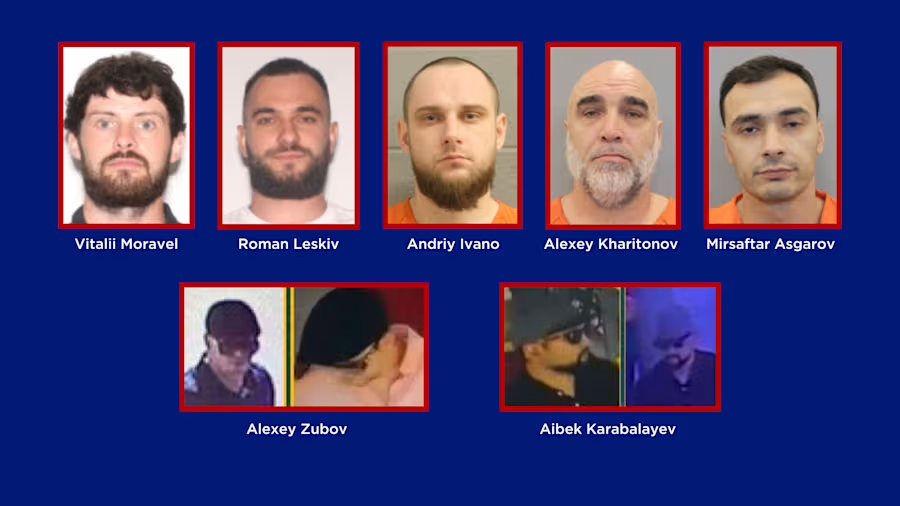 Vitalii Moravel
Roman Leskiv
Andriy Ivano
Alexey Kharitonov
Mirsaftar Asgarov
Alexey Zubov
Aibek Karabalayev